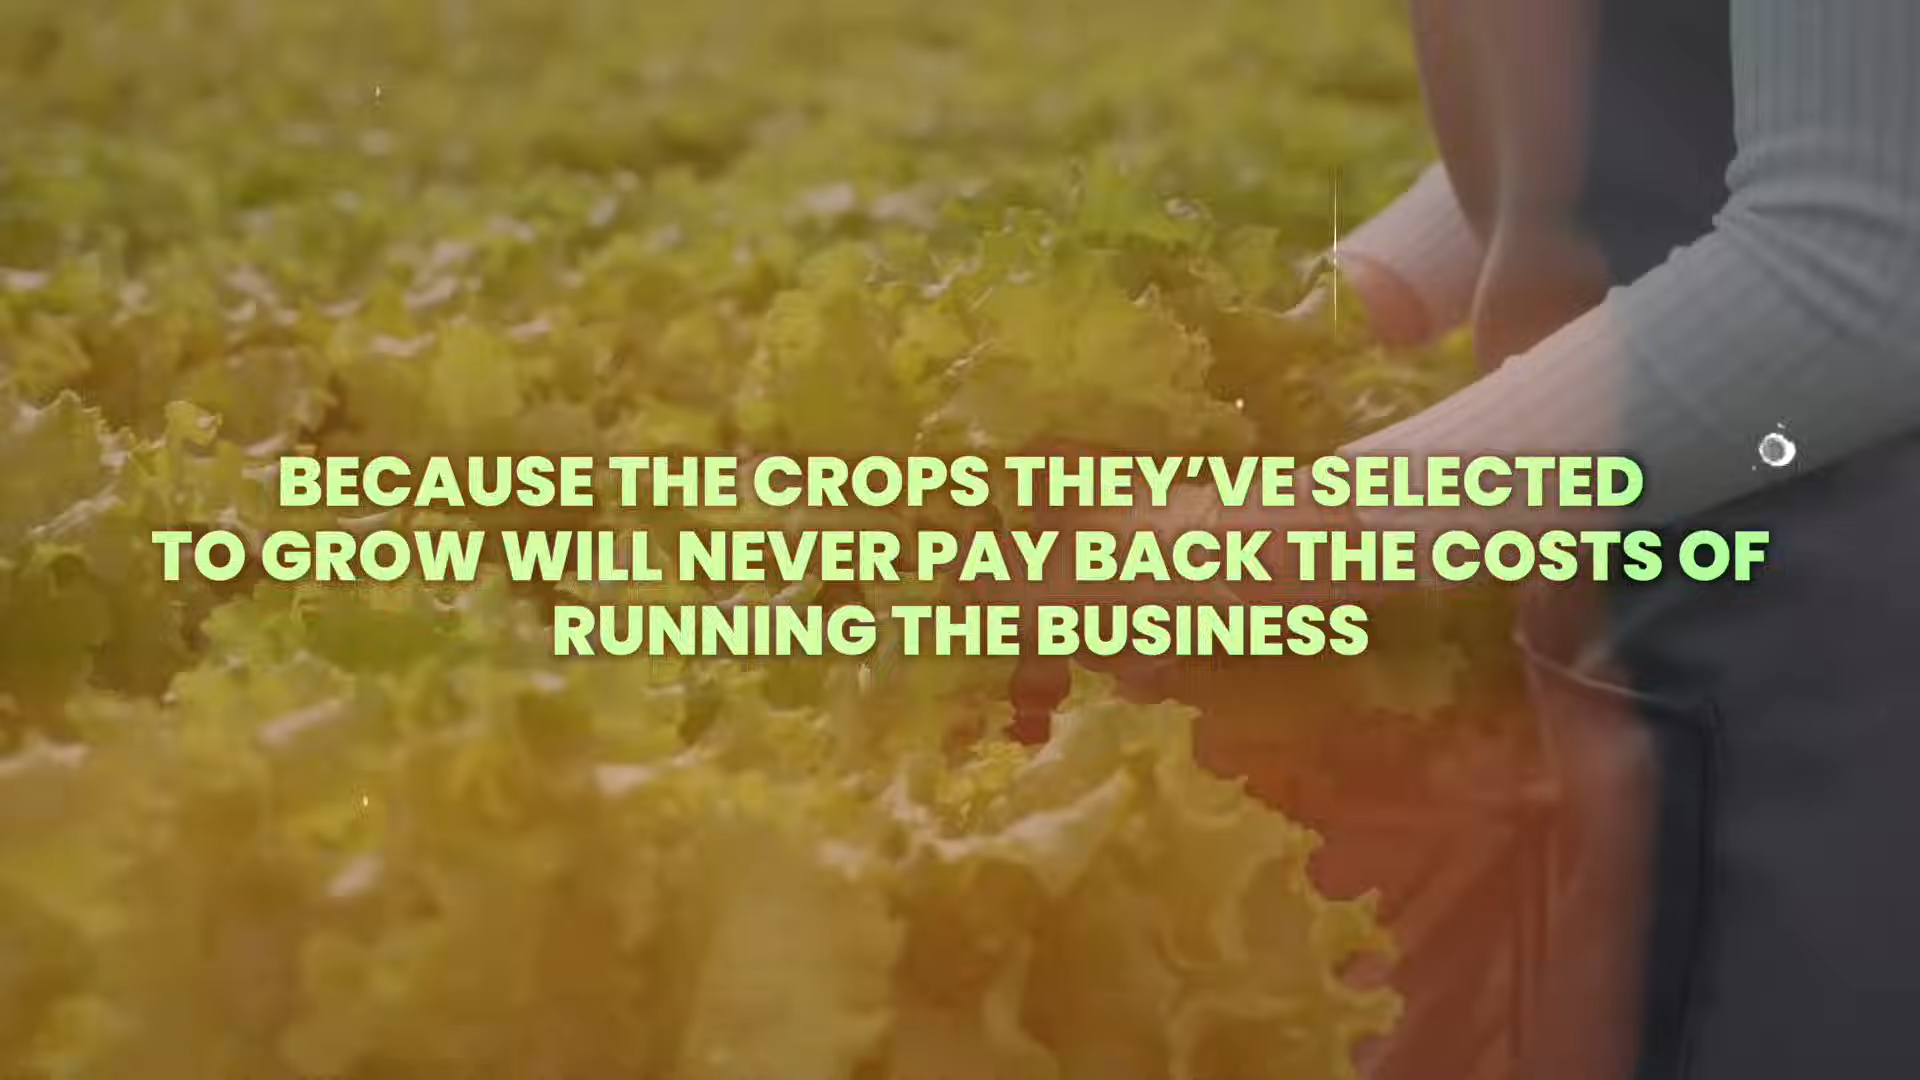 BECAUSE THE CROPS THEY’VE SELECTED
TO GROW WILL NEVER PAY BACK THE COSTS OF
RUNNING THE BUSINESS